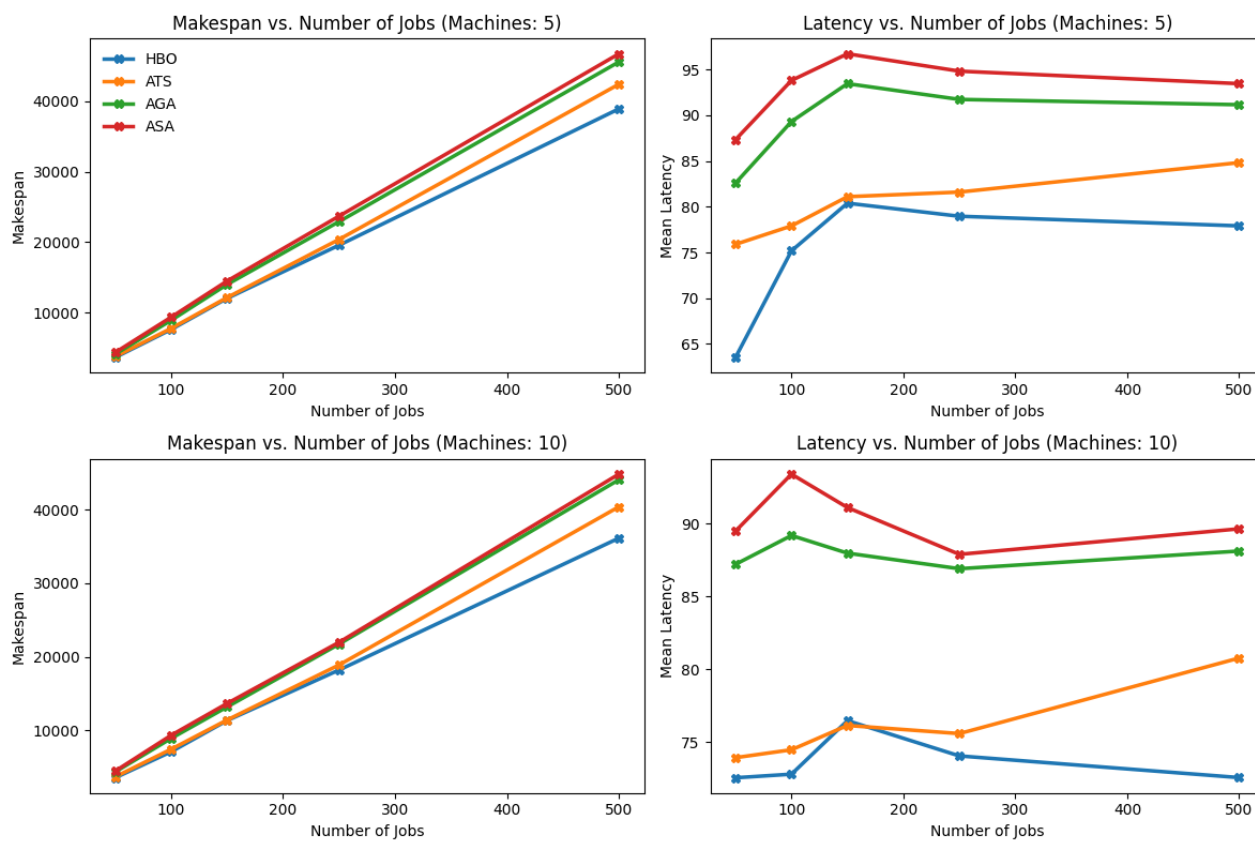 Makespan vs. Number of Jobs (Machines: 5)
Makespan
40000
30000
20000
10000
HBO
ATS
AGA
ASA
100 200 300 400 500
Number of Jobs
Latency vs. Number of Jobs (Machines: 5)
Mean Latency
95
90
85
80
75
70
65
100 200 300 400 500
Number of Jobs
Makespan vs. Number of Jobs (Machines: 10)
Makespan
40000
30000
20000
10000
100 200 300 400 500
Number of Jobs
Latency vs. Number of Jobs (Machines: 10)
Mean Latency
90
85
80
75
100 200 300 400 500
Number of Jobs